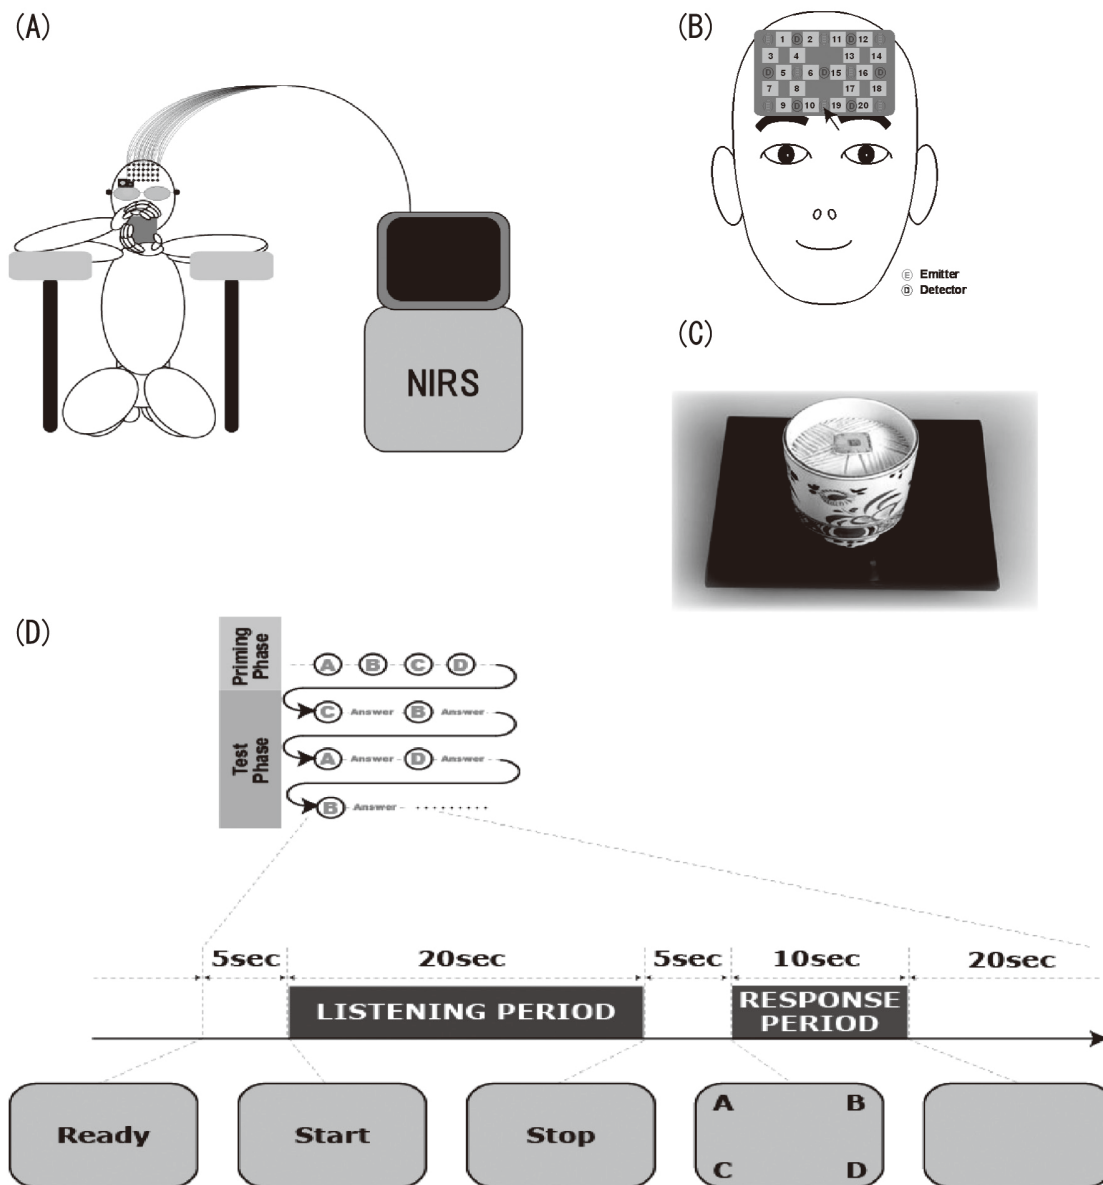 (A)
NIRS
(B)
E 1 D 2 E 11 D 12 E
3 4 13 14
D 5 E 6 D 15 E 16 D
7 8 17 18
E 9 D 10 E 19 D 20 E
E Emitter
D Detector
(C)
(D)
Priming
Phase
A B C D
Test
Phase
C Answer B Answer
A Answer D Answer
B Answer ........
5sec 20sec 5sec 10sec 20sec
LISTENING PERIOD
RESPONSE
PERIOD
Ready
Start
Stop
A B
C D